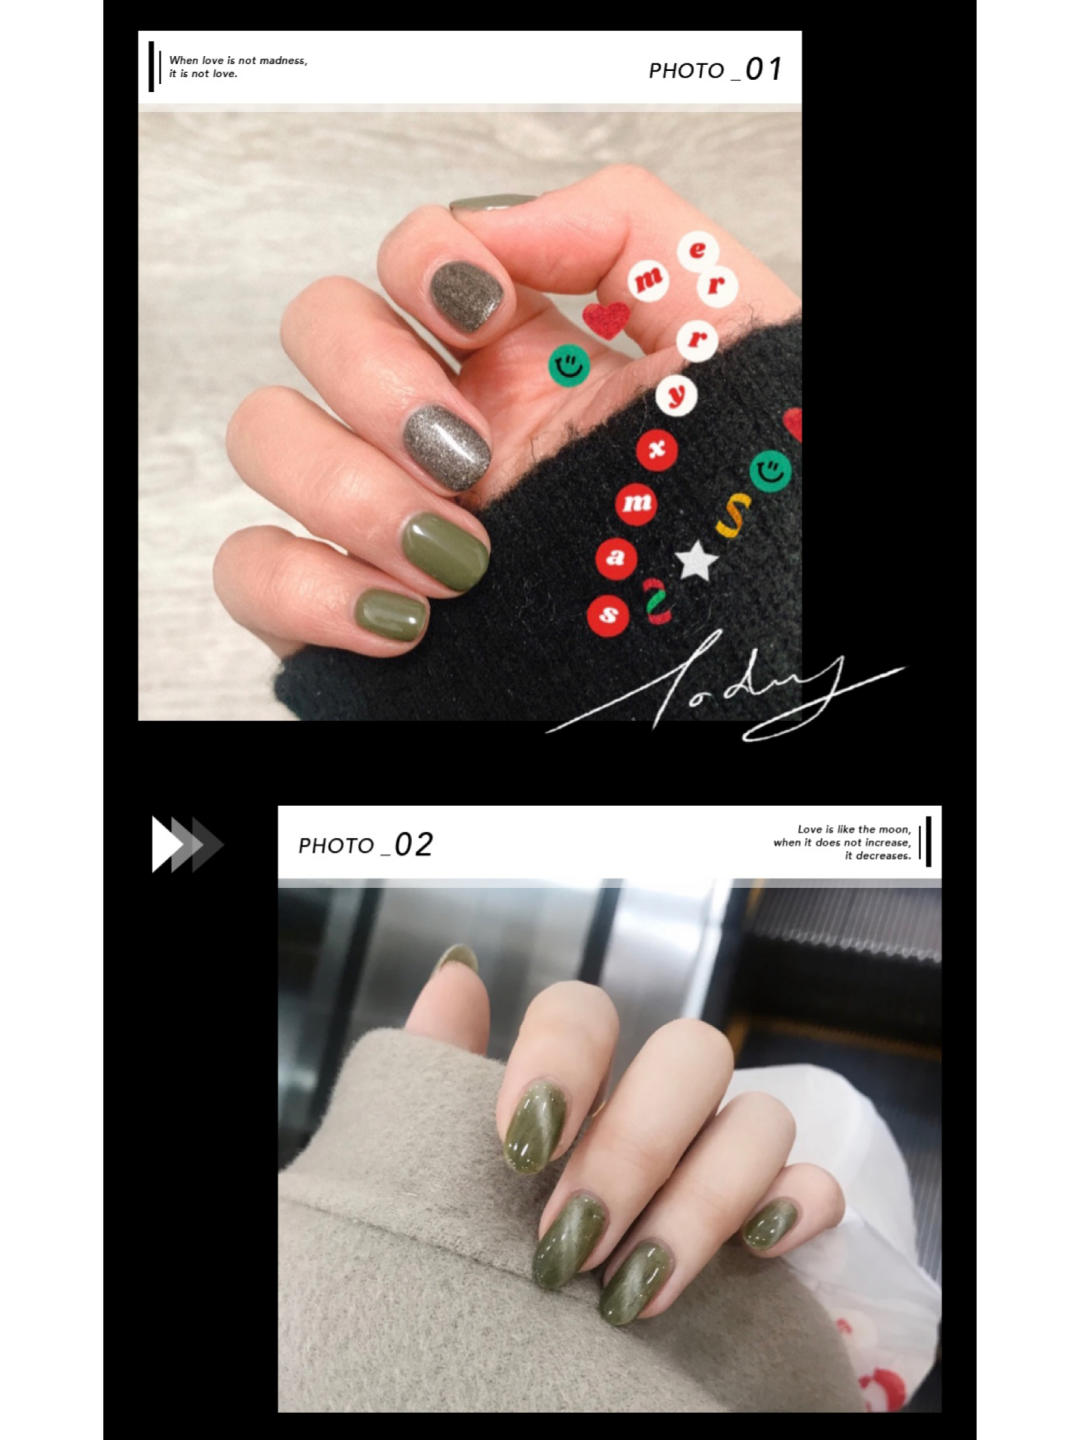 When love is not madness,
it is not love.
PHOTO _01
merry
xmas
Today
PHOTO _02
Love is like the moon,
when it does not increase,
it decreases.